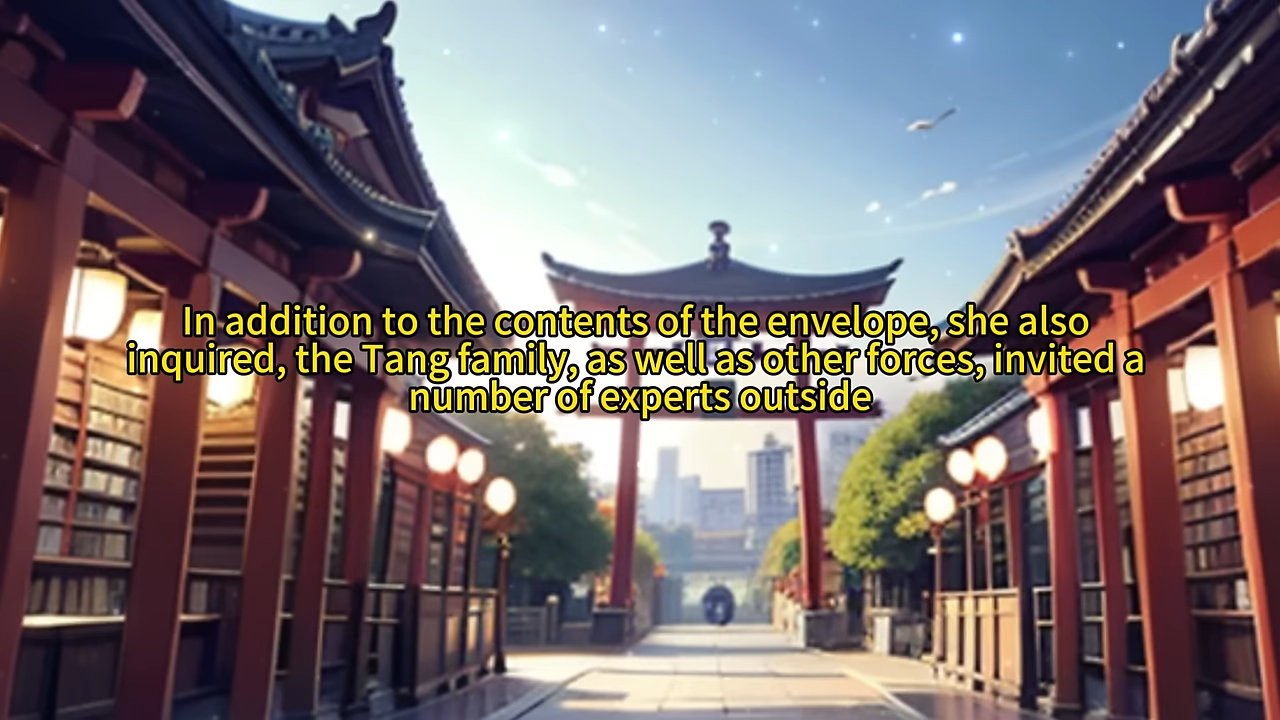 In addition to the contents of the envelope, she also
inquired, the Tang family, as well as other forces, invited a
number of experts outside